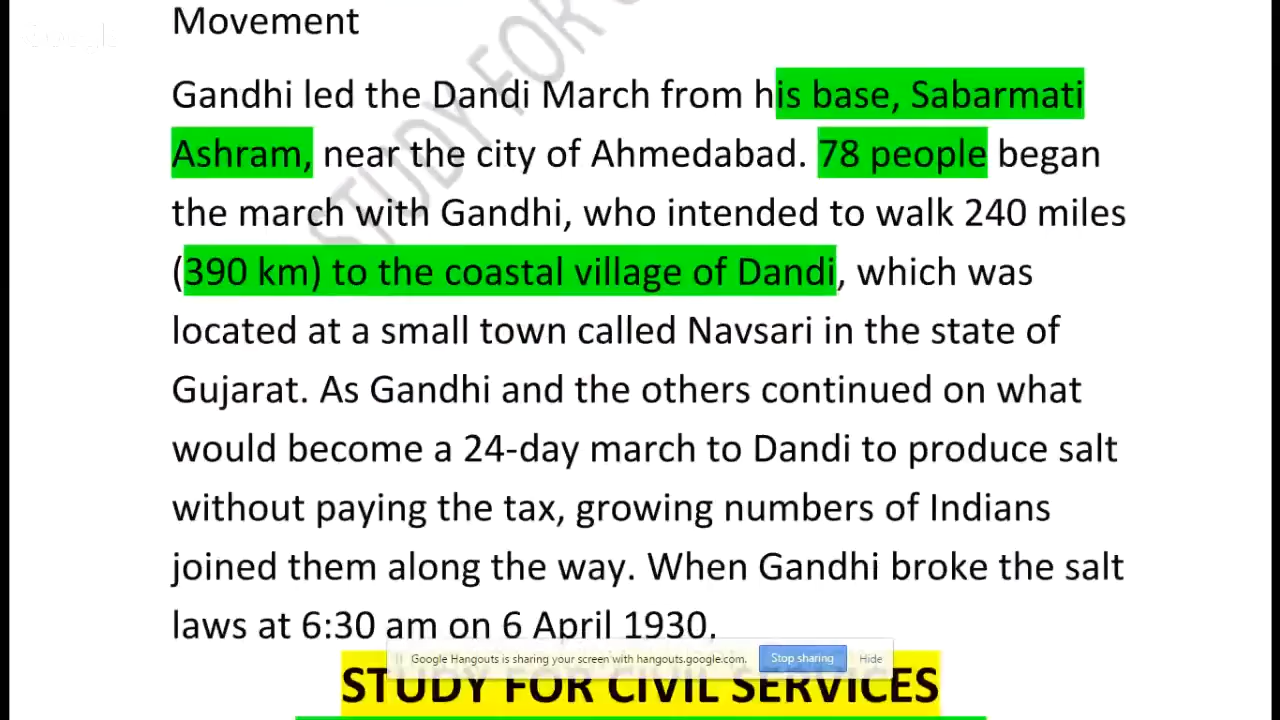 Movement
Gandhi led the Dandi March from his base, Sabarmati
Ashram, near the city of Ahmedabad. 78 people began
the march with Gandhi, who intended to walk 240 miles
(390 km) to the coastal village of Dandi, which was
located at a small town called Navsari in the state of
Gujarat. As Gandhi and the others continued on what
would become a 24-day march to Dandi to produce salt
without paying the tax, growing numbers of Indians
joined them along the way. When Gandhi broke the salt
laws at 6:30 am on 6 April 1930.
Google Hangouts is sharing your screen with hangouts.google.com. Stop sharing Hide
STUDY FOR CIVIL SERVICES
STUDY FOR
Google